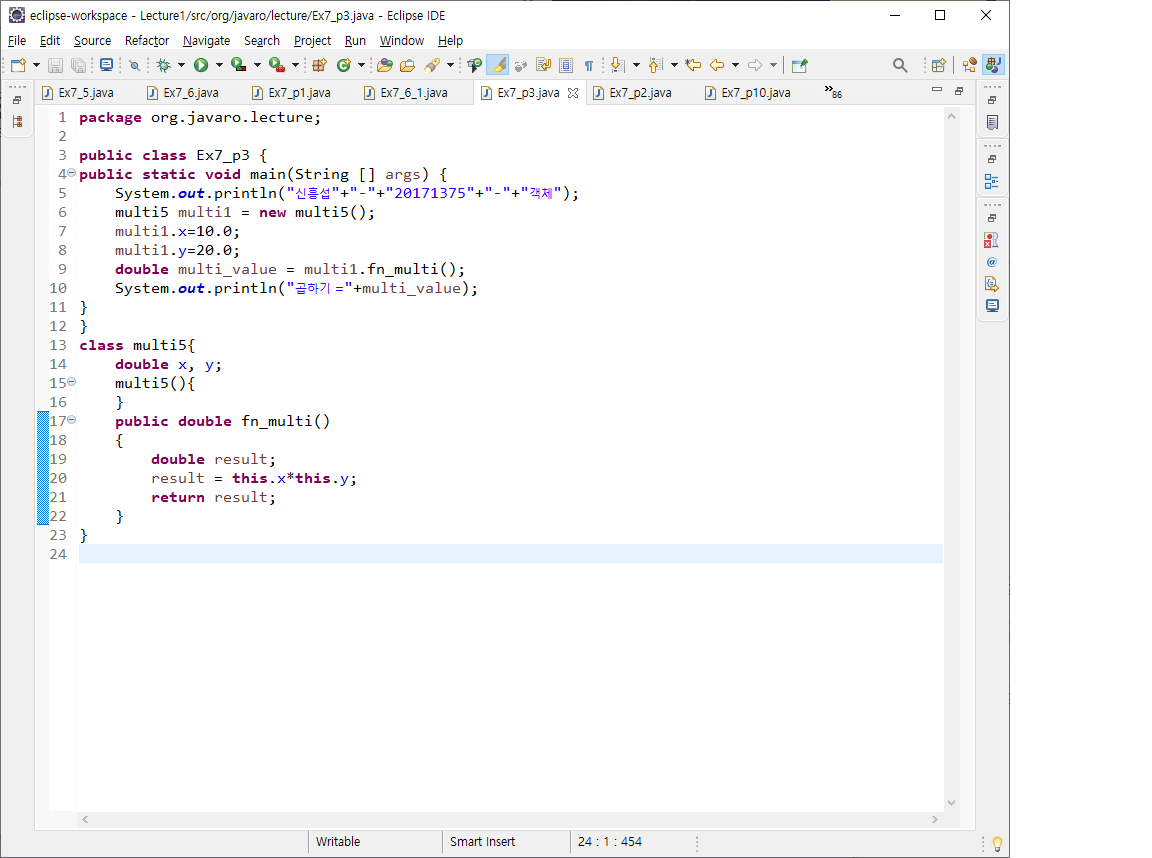 eclipse-workspace - Lecture1/src/org/javaro/lecture/Ex7_p3.java - Eclipse IDE
File Edit Source Refactor Navigate Search Project Run Window Help
Ex7_5.java Ex7_6.java Ex7_p1.java Ex7_6_1.java Ex7_p3.java Ex7_p2.java Ex7_p10.java »86
1 package org.javaro.lecture;
2
3 public class Ex7_p3 {
4 public static void main(String [] args) {
5 System.out.println("신흥섭"+"-"+"20171375"+"-"+"객체");
6 multi5 multi1 = new multi5();
7 multi1.x=10.0;
8 multi1.y=20.0;
9 double multi_value = multi1.fn_multi();
10 System.out.println("곱하기 ="+multi_value);
11 }
12 }
13 class multi5{
14 double x, y;
15 multi5(){
16 }
17 public double fn_multi()
18 {
19 double result;
20 result = this.x*this.y;
21 return result;
22 }
23 }
24
Writable Smart Insert 24 : 1 : 454